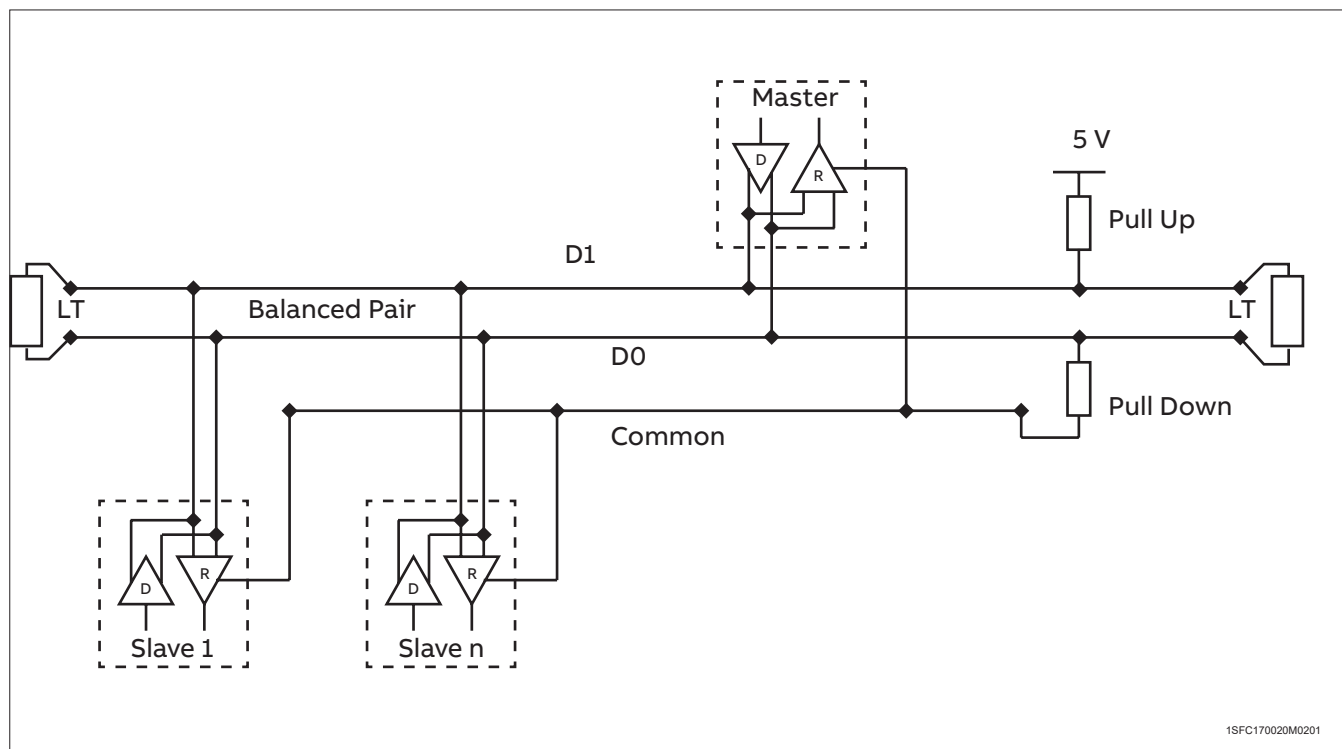 Master
D
R
5 V
Pull Up
D1
LT
Balanced Pair
LT
D0
Pull Down
Common
D
R
D
R
Slave 1
Slave n
1SFC170020M0201